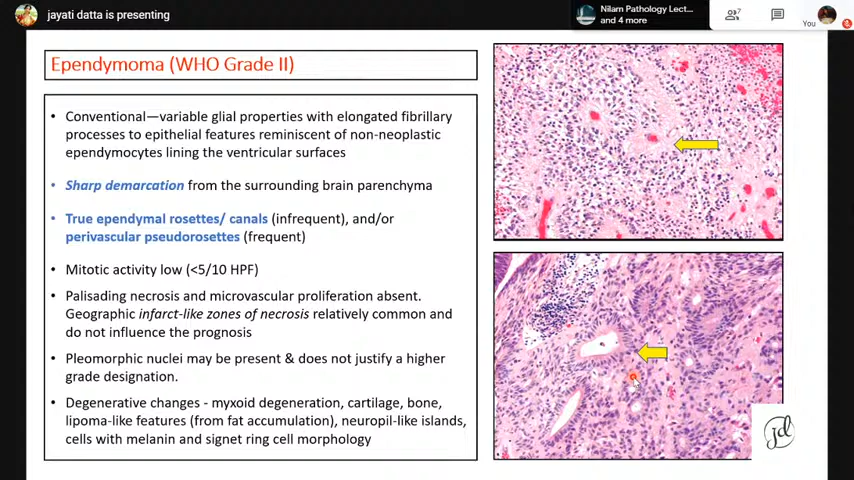 jayati datta is presenting
Nilam Pathology Lect...
and 4 more
7
You
Ependymoma (WHO Grade II)
• Conventional—variable glial properties with elongated fibrillary
processes to epithelial features reminiscent of non-neoplastic
ependymocytes lining the ventricular surfaces
• Sharp demarcation from the surrounding brain parenchyma
• True ependymal rosettes/ canals (infrequent), and/or
perivascular pseudorosettes (frequent)
• Mitotic activity low (<5/10 HPF)
• Palisading necrosis and microvascular proliferation absent.
Geographic infarct-like zones of necrosis relatively common and
do not influence the prognosis
• Pleomorphic nuclei may be present & does not justify a higher
grade designation.
• Degenerative changes - myxoid degeneration, cartilage, bone,
lipoma-like features (from fat accumulation), neuropil-like islands,
cells with melanin and signet ring cell morphology
jd